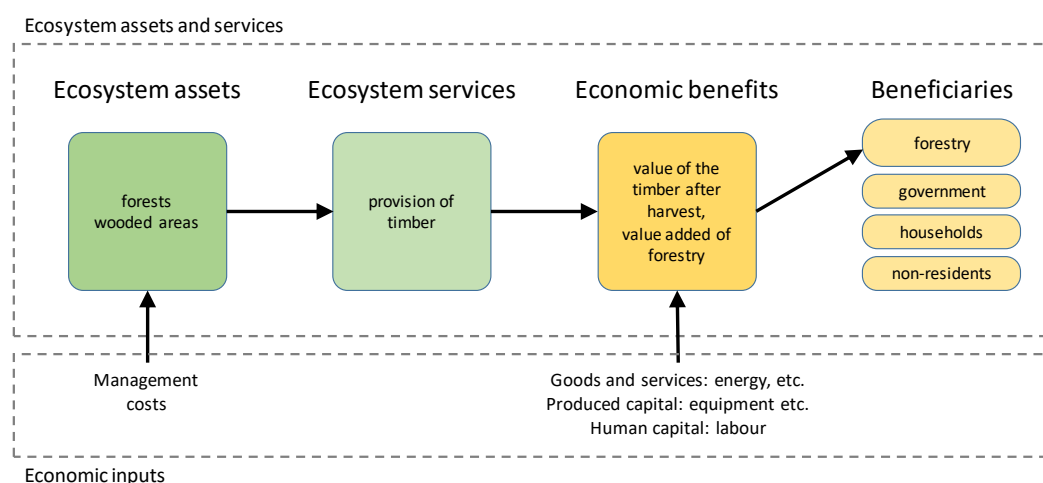 Ecosystem assets and services
Ecosystem assets
Ecosystem services
Economic benefits
Beneficiaries
forests
wooded areas
provision of
timber
value of the
timber after
harvest,
value added of
forestry
forestry
government
households
non-residents
Management
costs
Goods and services: energy, etc.
Produced capital: equipment etc.
Human capital: labour
Economic inputs